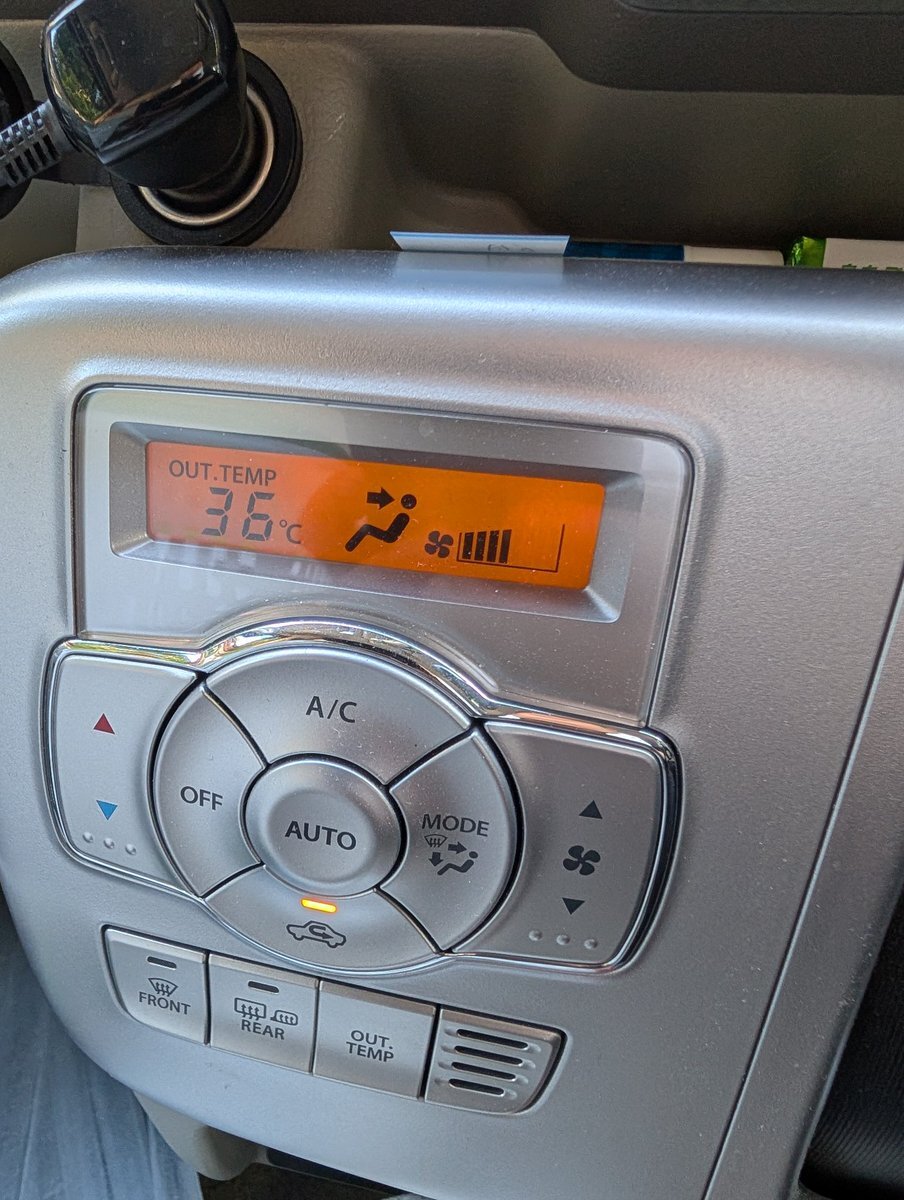 OUT.TEMP
36°C
A/C
OFF
AUTO
MODE
FRONT
REAR
OUT.
TEMP